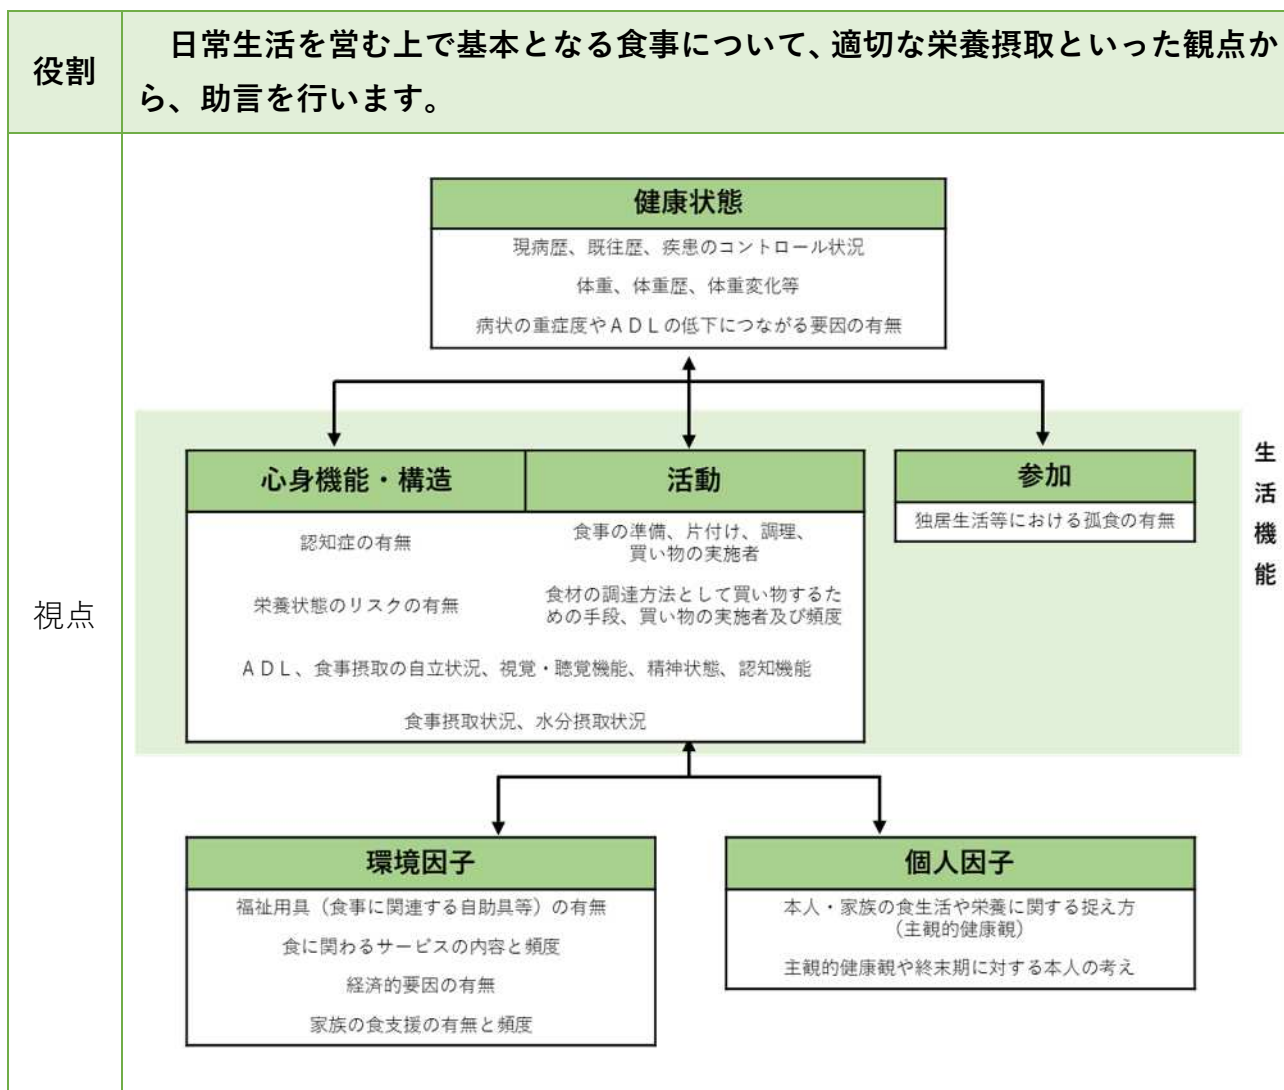 役割
日常生活を営む上で基本となる食事について、適切な栄養摂取といった観点か
ら、助言を行います。
視点
健康状態
現病歴、既往歴、疾患のコントロール状況
体重、体重歴、体重変化等
病状の重症度やＡＤＬの低下につながる要因の有無
生活機能
心身機能・構造
活動
認知症の有無
食事の準備、片付け、調理、
買い物の実施者
栄養状態のリスクの有無
食材の調達方法として買い物するた
めの手段、買い物の実施者及び頻度
ＡＤＬ、食事摂取の自立状況、視覚・聴覚機能、精神状態、認知機能
食事摂取状況、水分摂取状況
参加
独居生活等における孤食の有無
環境因子
福祉用具（食事に関連する自助具等）の有無
食に関わるサービスの内容と頻度
経済的要因の有無
家族の食支援の有無と頻度
個人因子
本人・家族の食生活や栄養に関する捉え方
（主観的健康観）
主観的健康観や終末期に対する本人の考え